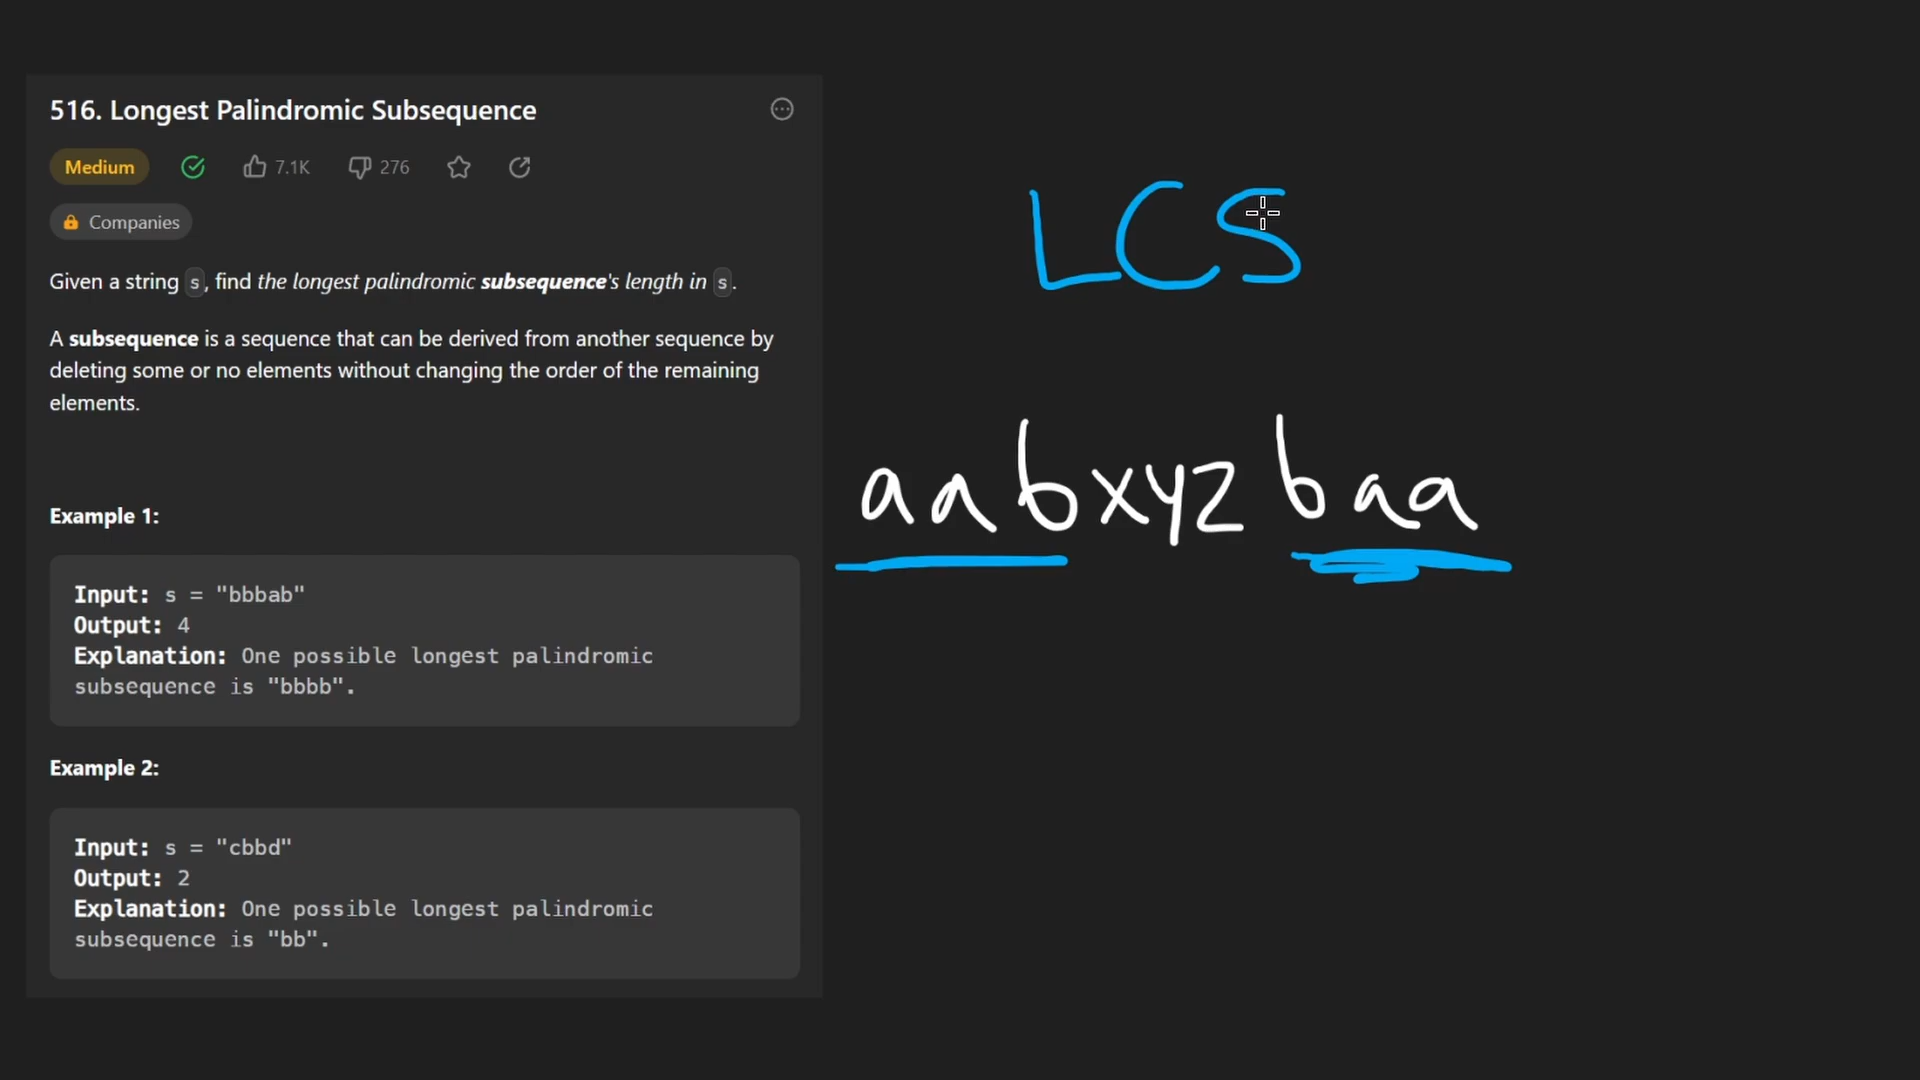 516. Longest Palindromic Subsequence
Medium 7.1K 276
Companies
Given a string s, find the longest palindromic subsequence's length in s.
A subsequence is a sequence that can be derived from another sequence by
deleting some or no elements without changing the order of the remaining
elements.
Example 1:
Input: s = "bbbab"
Output: 4
Explanation: One possible longest palindromic
subsequence is "bbbb".
Example 2:
Input: s = "cbbd"
Output: 2
Explanation: One possible longest palindromic
subsequence is "bb".
LCS
aabxyzbaa